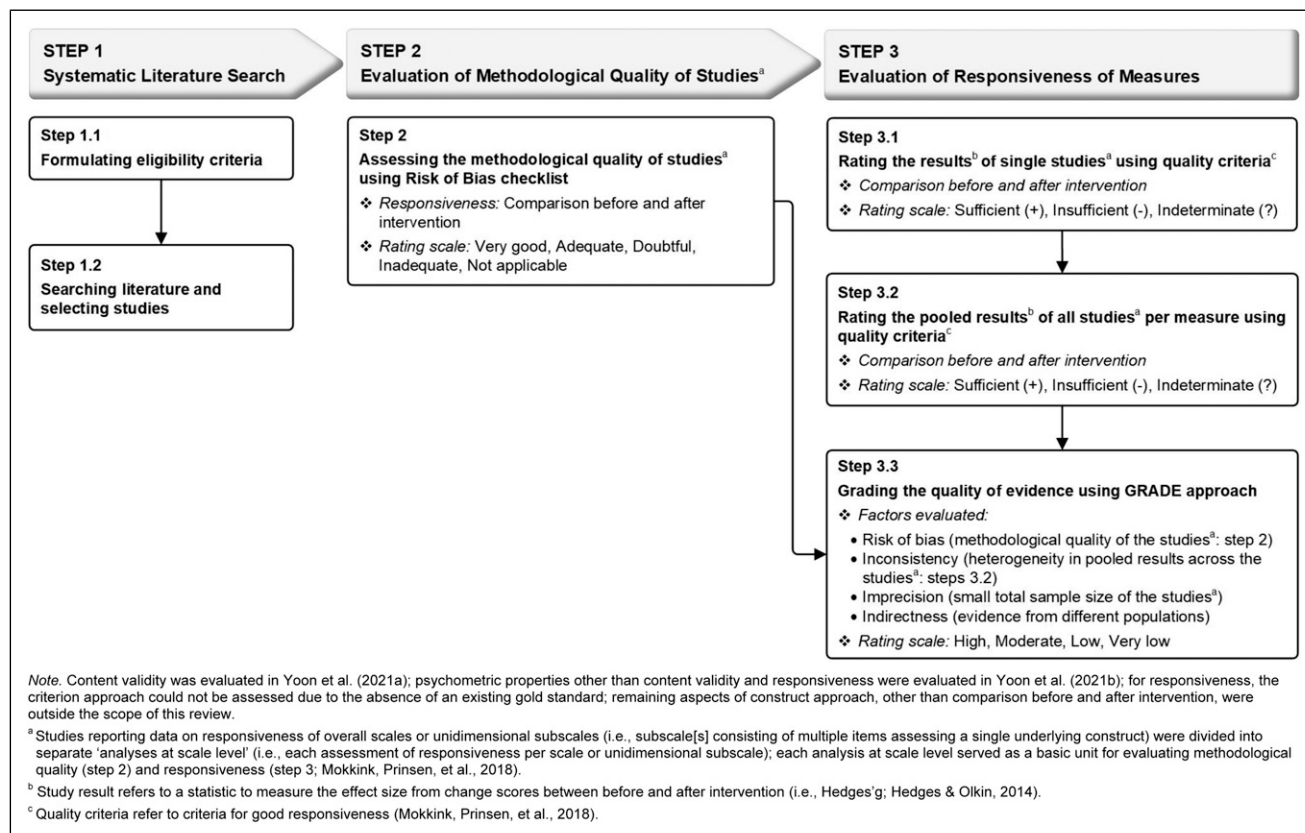 STEP 1
Systematic Literature Search
STEP 2
Evaluation of Methodological Quality of Studiesᵃ
STEP 3
Evaluation of Responsiveness of Measures
Step 1.1
Formulating eligibility criteria
Step 1.2
Searching literature and
selecting studies
Step 2
Assessing the methodological quality of studiesᵃ
using Risk of Bias checklist
❖ Responsiveness: Comparison before and after
intervention
❖ Rating scale: Very good, Adequate, Doubtful,
Inadequate, Not applicable
Step 3.1
Rating the resultsᵇ of single studiesᵃ using quality criteriaᶜ
❖ Comparison before and after intervention
❖ Rating scale: Sufficient (+), Insufficient (-), Indeterminate (?)
Step 3.2
Rating the pooled resultsᵇ of all studiesᵃ per measure using
quality criteriaᶜ
❖ Comparison before and after intervention
❖ Rating scale: Sufficient (+), Insufficient (-), Indeterminate (?)
Step 3.3
Grading the quality of evidence using GRADE approach
❖ Factors evaluated:
• Risk of bias (methodological quality of the studiesᵃ: step 2)
• Inconsistency (heterogeneity in pooled results across the
studiesᵃ: steps 3.2)
• Imprecision (small total sample size of the studiesᵃ)
• Indirectness (evidence from different populations)
❖ Rating scale: High, Moderate, Low, Very low
Note. Content validity was evaluated in Yoon et al. (2021a); psychometric properties other than content validity and responsiveness were evaluated in Yoon et al. (2021b); for responsiveness, the
criterion approach could not be assessed due to the absence of an existing gold standard; remaining aspects of construct approach, other than comparison before and after intervention, were
outside the scope of this review.
ᵃ Studies reporting data on responsiveness of overall scales or unidimensional subscales (i.e., subscale[s] consisting of multiple items assessing a single underlying construct) were divided into
separate ‘analyses at scale level’ (i.e., each assessment of responsiveness per scale or unidimensional subscale); each analysis at scale level served as a basic unit for evaluating methodological
quality (step 2) and responsiveness (step 3; Mokkink, Prinsen, et al., 2018).
ᵇ Study result refers to a statistic to measure the effect size from change scores between before and after intervention (i.e., Hedges’g; Hedges & Olkin, 2014).
ᶜ Quality criteria refer to criteria for good responsiveness (Mokkink, Prinsen, et al., 2018).